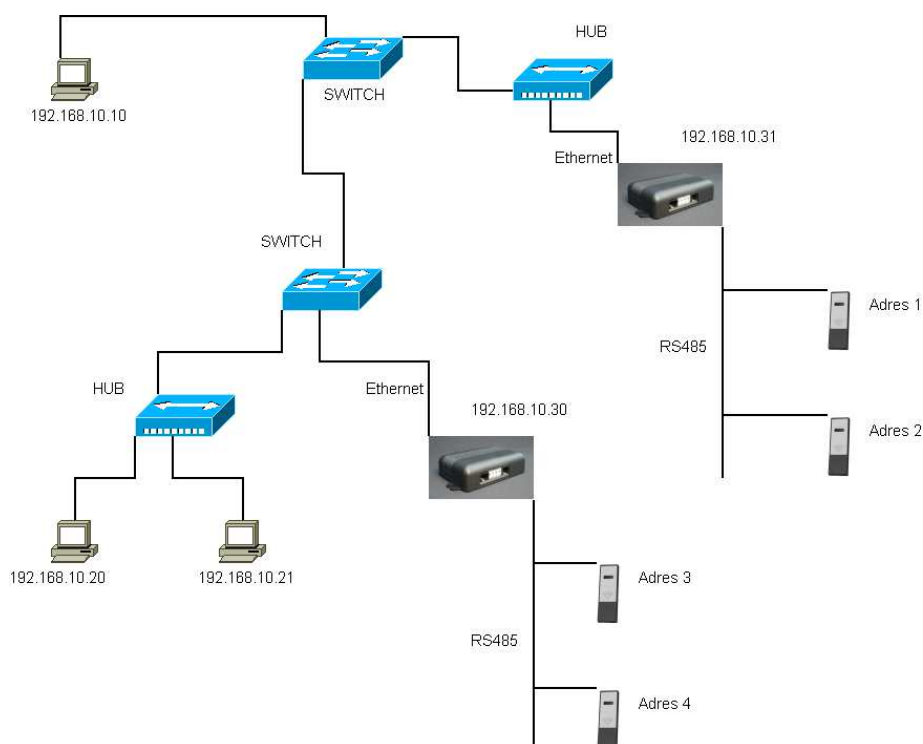 HUB
SWITCH
192.168.10.10
192.168.10.31
Ethernet
SWITCH
Adres 1
RS485
HUB
Ethernet
192.168.10.30
Adres 2
192.168.10.20
192.168.10.21
Adres 3
RS485
Adres 4